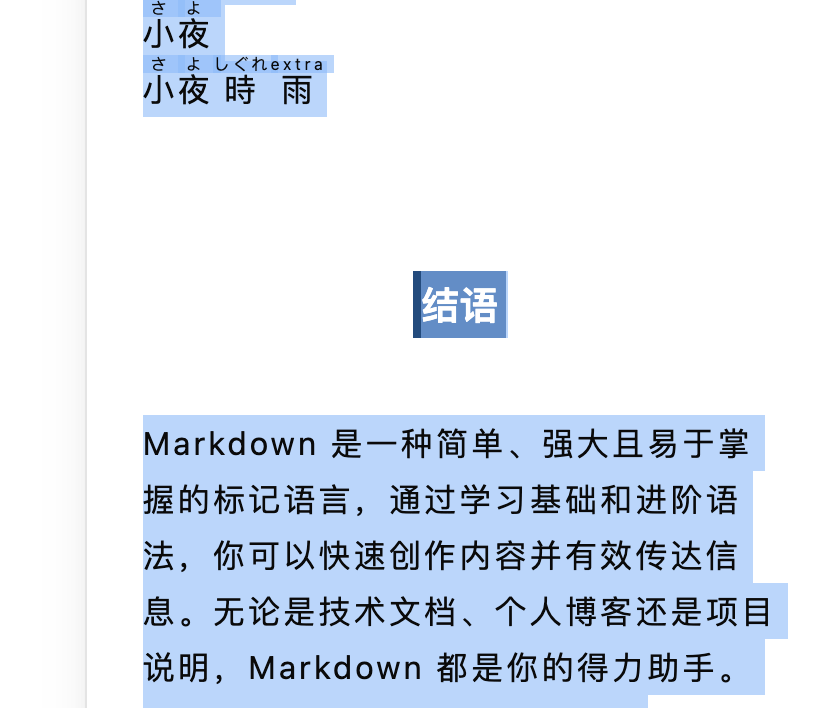 さ よ
小夜
さ よ しぐれextra
小夜時雨
结语
Markdown 是一种简单、强大且易于掌
握的标记语言，通过学习基础和进阶语
法，你可以快速创作内容并有效传达信
息。无论是技术文档、个人博客还是项目
说明，Markdown 都是你的得力助手。